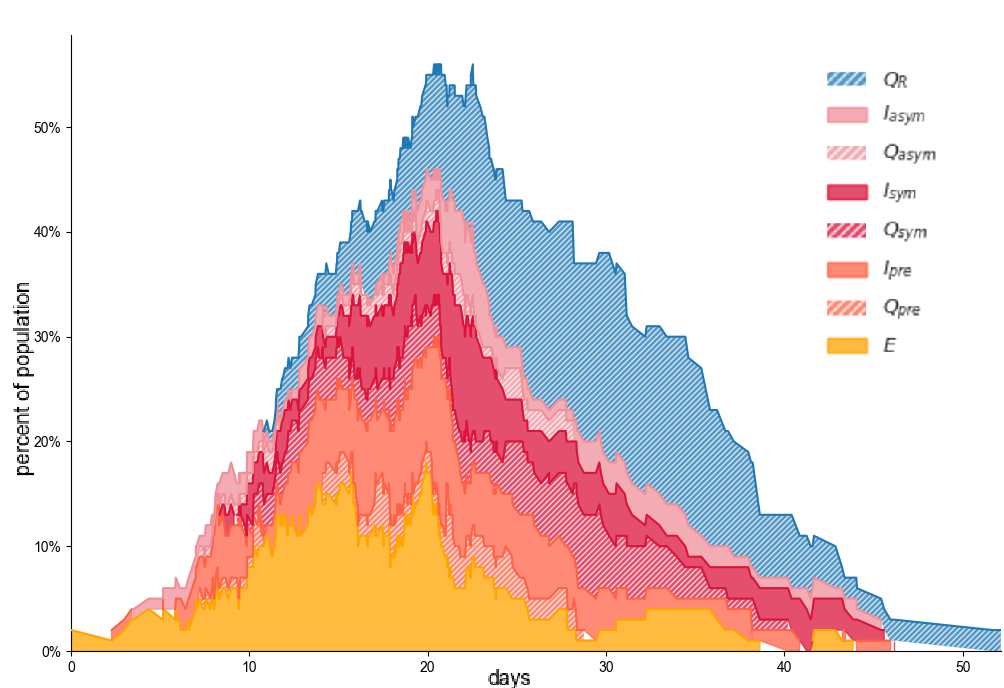 percent of population
50%
40%
30%
20%
10%
0%
0 10 20 30 40 50
days
Q_R
I_asym
Q_asym
I_sym
Q_sym
I_pre
Q_pre
E